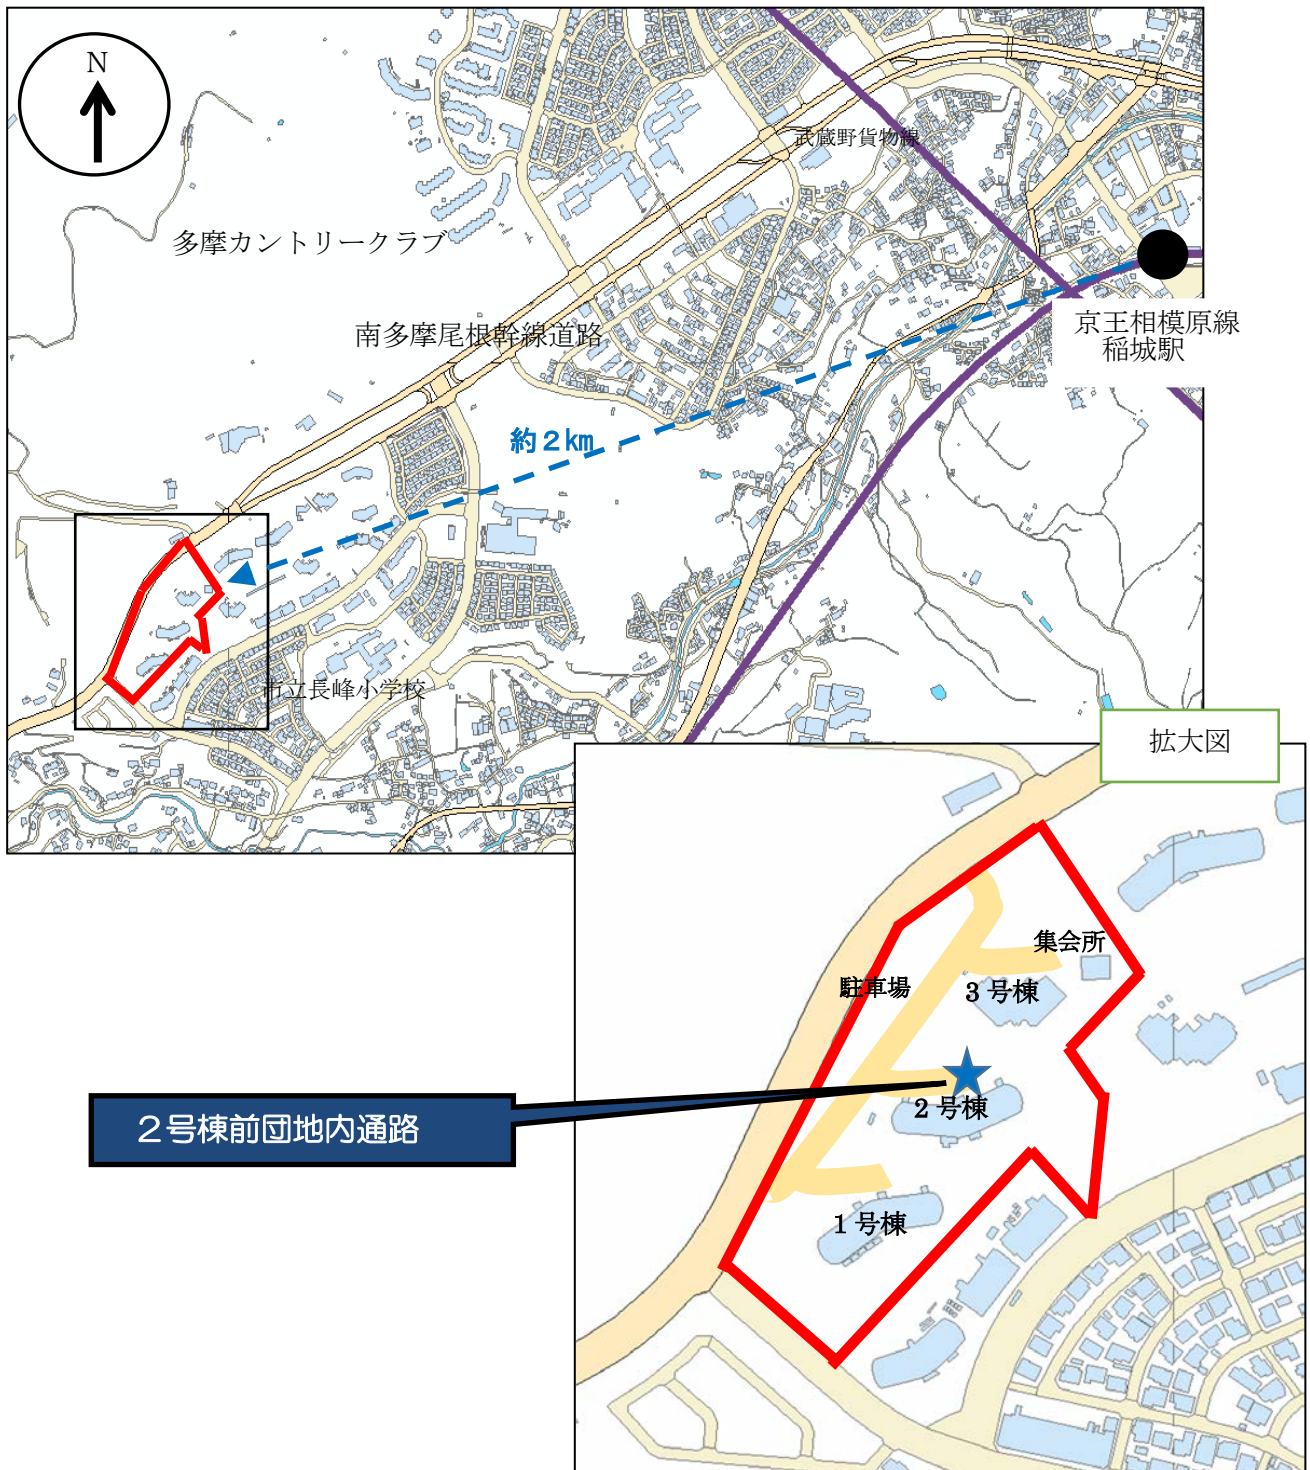 N
武蔵野貨物線
多摩カントリークラブ
南多摩尾根幹線道路
京王相模原線
稲城駅
約2km
市立長峰小学校
拡大図
集会所
駐車場
3号棟
2号棟
2号棟前団地内通路
1号棟